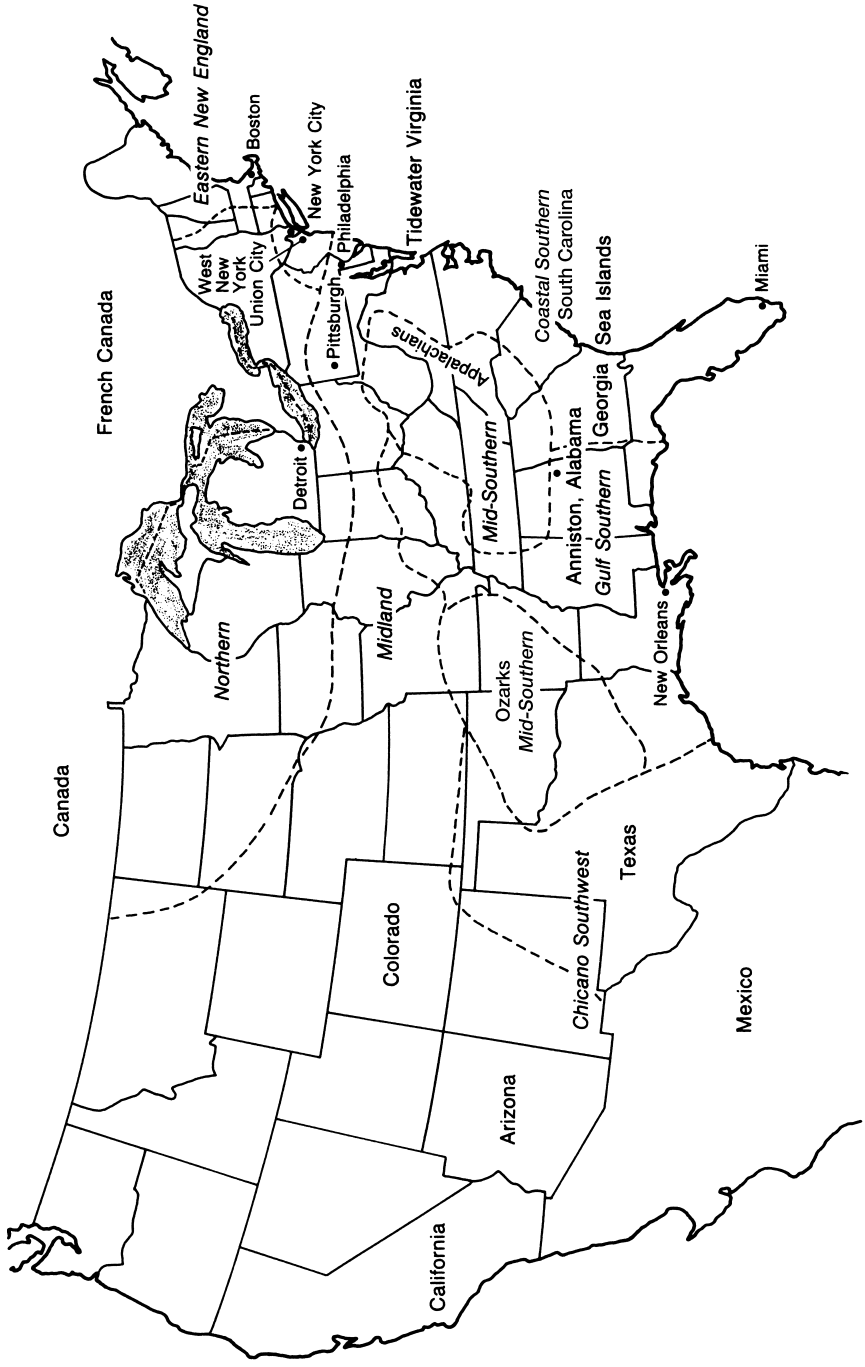 Canada
French Canada
Eastern New England
Boston
New York City
Philadelphia
Tidewater Virginia
West
New
York
Union City
Pittsburgh
Detroit
Northern
Midland
Appalachians
Mid-Southern
Coastal Southern
South Carolina
Sea Islands
Georgia
Anniston, Alabama
Gulf Southern
Miami
New Orleans
Ozarks
Mid-Southern
Texas
Chicano Southwest
Colorado
Arizona
California
Mexico